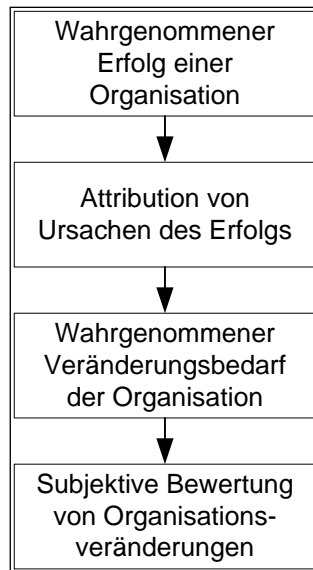 Wahrgenommener
Erfolg einer
Organisation
Attribution von
Ursachen des Erfolgs
Wahrgenommener
Veränderungsbedarf
der Organisation
Subjektive Bewertung
von Organisations-
veränderungen